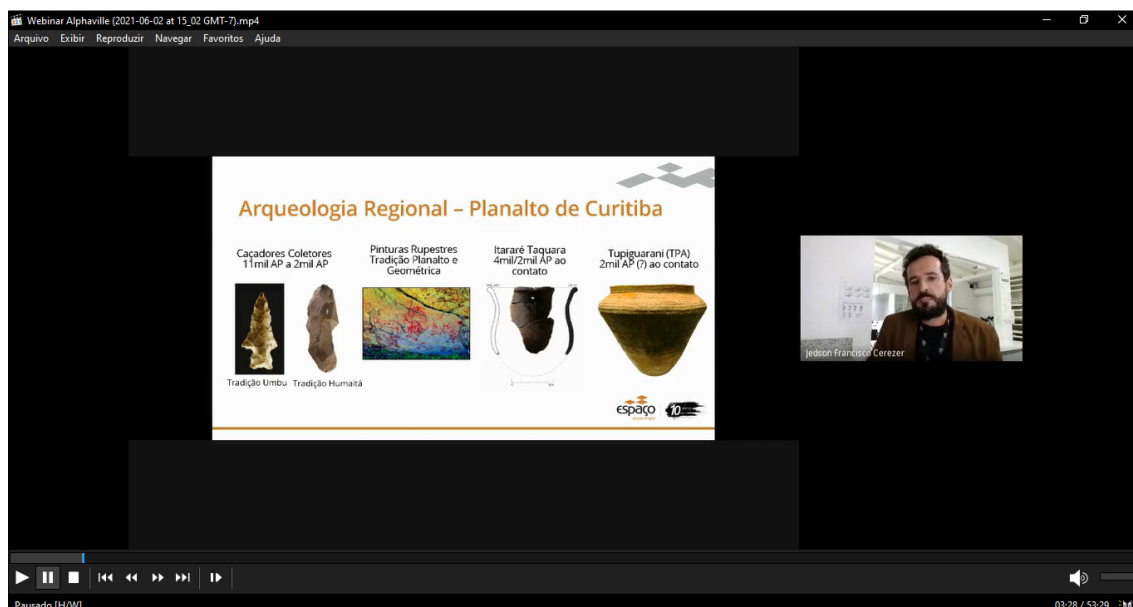 Webinar Alphaville (2021-06-02 at 15_02 GMT-7).mp4
Arquivo Exibir Reproduzir Navegar Favoritos Ajuda
Arqueologia Regional – Planalto de Curitiba
Caçadores Coletores
11mil AP a 2mil AP
Tradição Umbu
Tradição Humaitá
Pinturas Rupestres
Tradição Planalto e
Geométrica
Itararé Taquara
4mil/2mil AP ao
contato
Tupiguarani (TPA)
2mil AP (?) ao contato
espaço
arqueologia
10
Jedson Francisco Cerezer
Pausado [H/W]
03:28 / 53:29